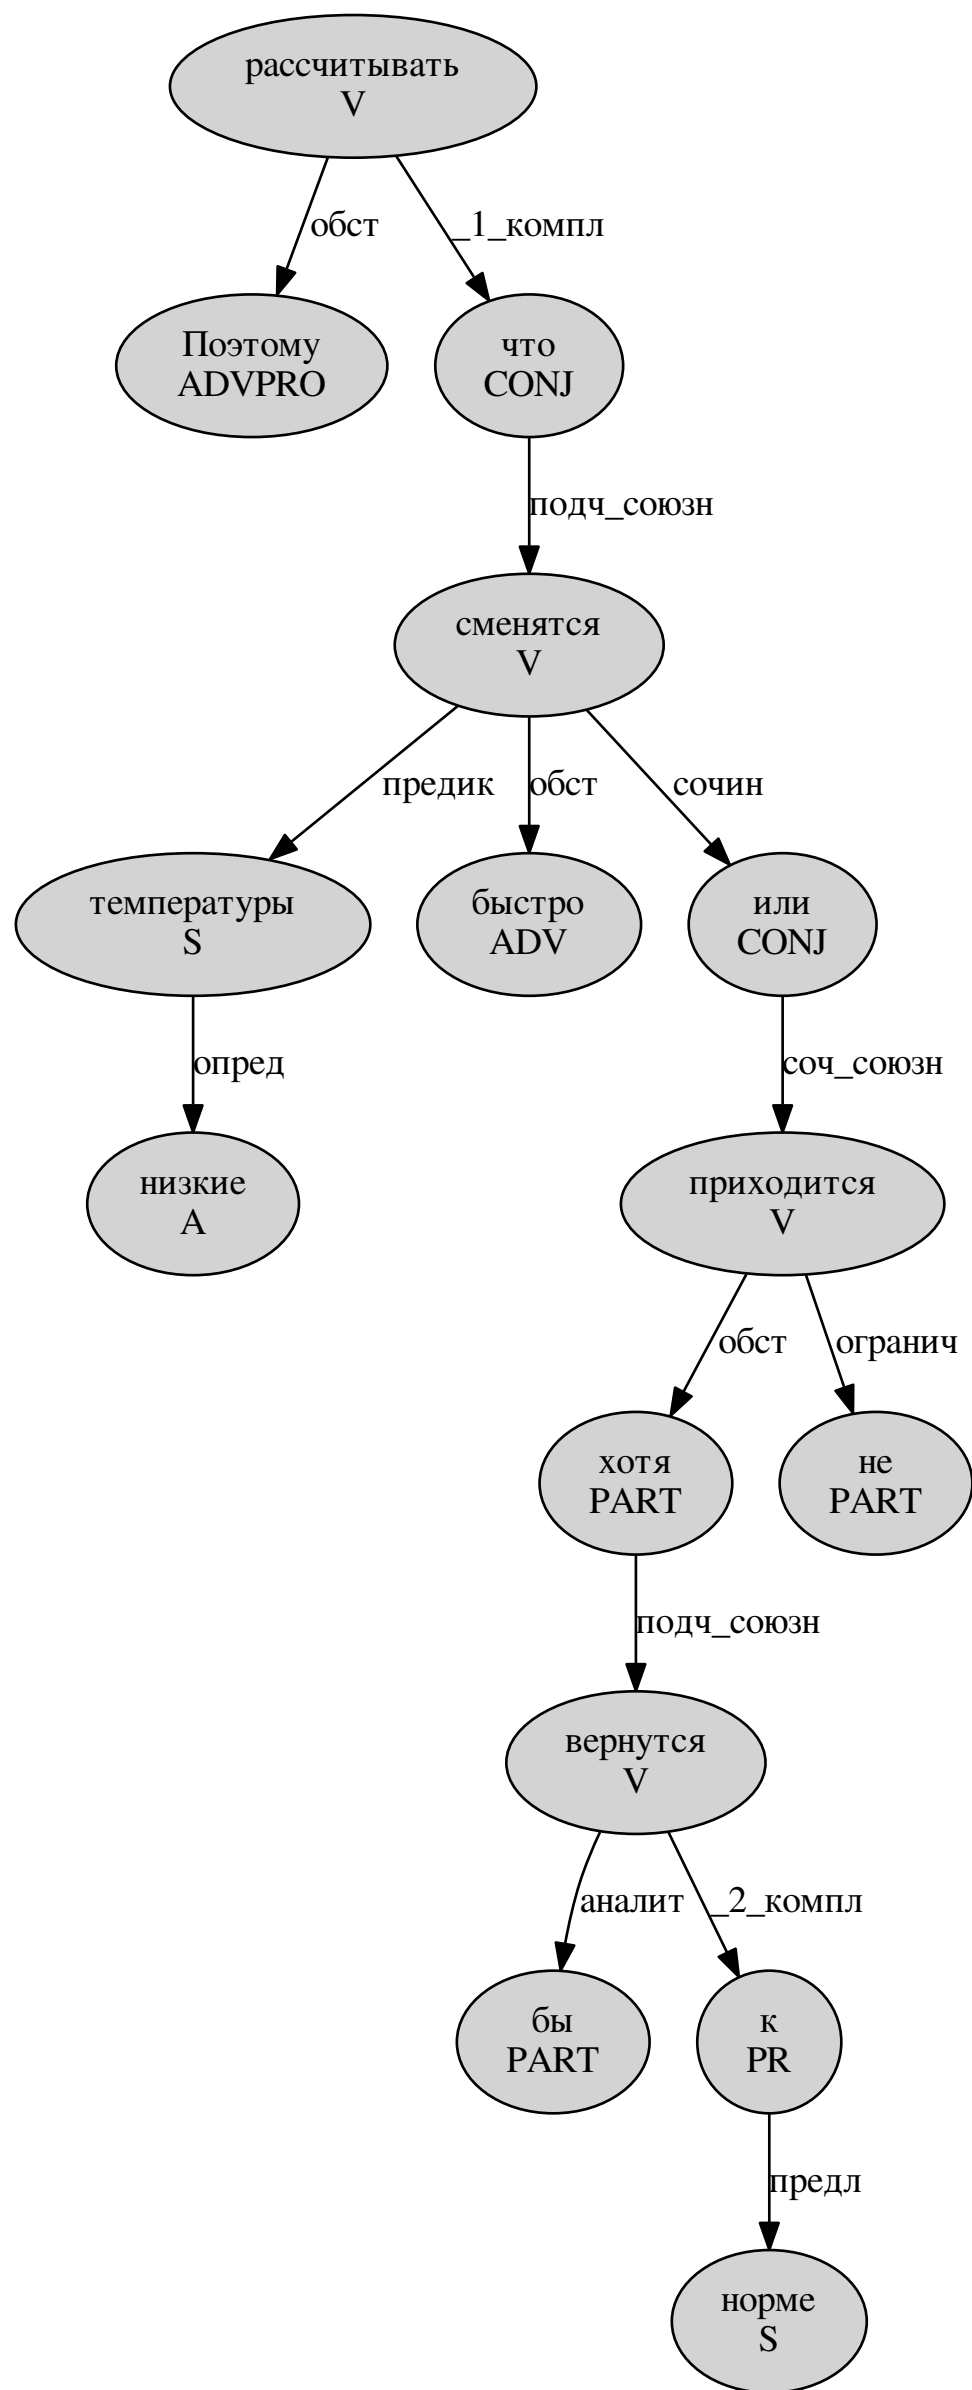 рассчитывать
V
обст
_1_компл
Поэтому
ADVPRO
что
CONJ
подч_союзн
сменятся
V
предик
обст
сочин
температуры
S
быстро
ADV
или
CONJ
опред
соч_союзн
низкие
A
приходится
V
обст
огранич
хотя
PART
не
PART
подч_союзн
вернутся
V
аналит
_2_компл
бы
PART
к
PR
предл
норме
S